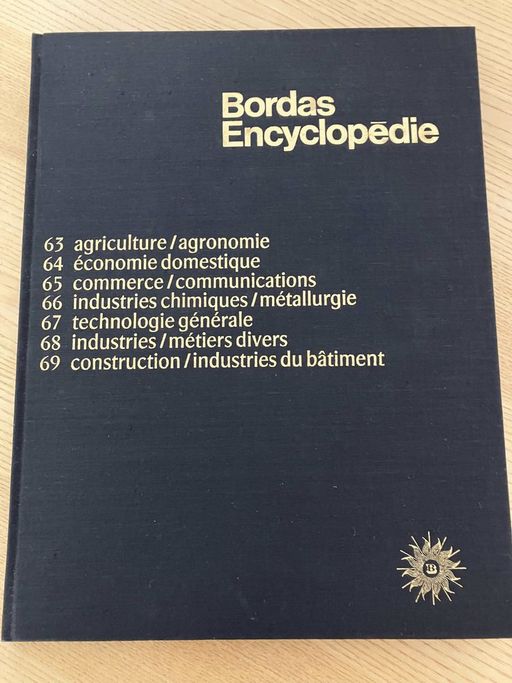 Bordas
Encyclopēdie
63 agriculture/agronomie
64 économie domestique
65 commerce/communications
66 industries chimiques/métallurgie
67 technologie générale
68 industries/métiers divers
69 construction/industries du bâtiment
B